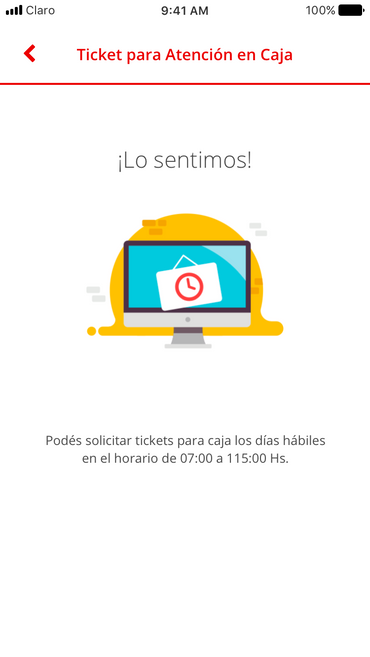 Claro 9:41 AM 100%
Ticket para Atención en Caja
¡Lo sentimos!
Podés solicitar tickets para caja los días hábiles
en el horario de 07:00 a 115:00 Hs.